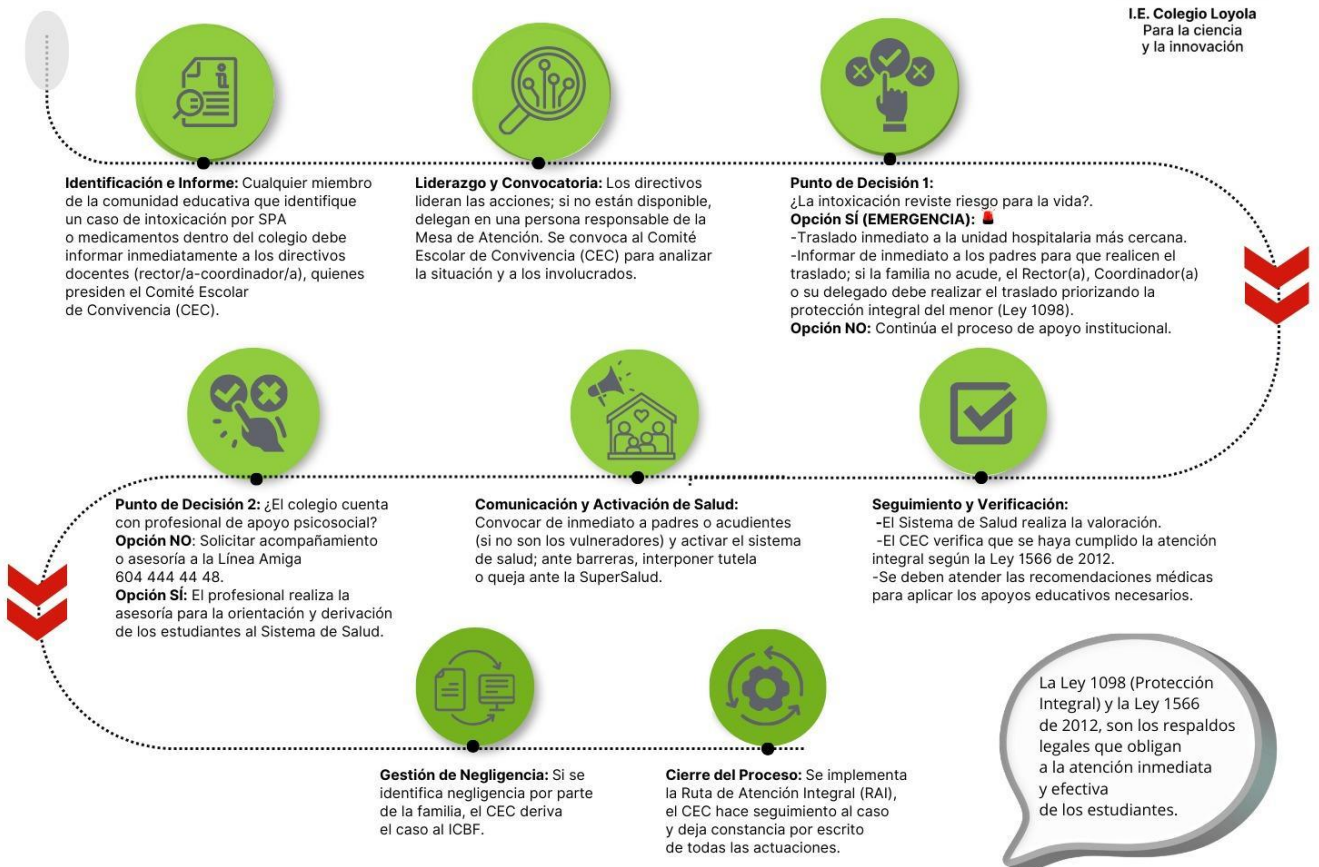 I.E. Colegio Loyola
Para la ciencia
y la innovación
Identificación e Informe: Cualquier miembro
de la comunidad educativa que identifique
un caso de intoxicación por SPA
o medicamentos dentro del colegio debe
informar inmediatamente a los directivos
docentes (rector/a-coordinador/a), quienes
presiden el Comité Escolar
de Convivencia (CEC).
Liderazgo y Convocatoria: Los directivos
lideran las acciones; si no están disponible,
delegan en una persona responsable de la
Mesa de Atención. Se convoca al Comité
Escolar de Convivencia (CEC) para analizar
la situación y a los involucrados.
Punto de Decisión 1:
¿La intoxicación reviste riesgo para la vida?.
Opción SÍ (EMERGENCIA): 🚨
-Traslado inmediato a la unidad hospitalaria más cercana.
-Informar de inmediato a los padres para que realicen el
traslado; si la familia no acude, el Rector(a), Coordinador(a)
o su delegado debe realizar el traslado priorizando la
protección integral del menor (Ley 1098).
Opción NO: Continúa el proceso de apoyo institucional.
Punto de Decisión 2: ¿El colegio cuenta
con profesional de apoyo psicosocial?
Opción NO: Solicitar acompañamiento
o asesoría a la Línea Amiga
604 444 44 48.
Opción SÍ: El profesional realiza la
asesoría para la orientación y derivación
de los estudiantes al Sistema de Salud.
Comunicación y Activación de Salud:
Convocar de inmediato a padres o acudientes
(si no son los vulneradores) y activar el sistema
de salud; ante barreras, interponer tutela
o queja ante la SuperSalud.
Seguimiento y Verificación:
-El Sistema de Salud realiza la valoración.
-El CEC verifica que se haya cumplido la atención
integral según la Ley 1566 de 2012.
-Se deben atender las recomendaciones médicas
para aplicar los apoyos educativos necesarios.
Gestión de Negligencia: Si se
identifica negligencia por parte
de la familia, el CEC deriva
el caso al ICBF.
Cierre del Proceso: Se implementa
la Ruta de Atención Integral (RAI),
el CEC hace seguimiento al caso
y deja constancia por escrito
de todas las actuaciones.
La Ley 1098 (Protección
Integral) y la Ley 1566
de 2012, son los respaldos
legales que obligan
a la atención inmediata
y efectiva
de los estudiantes.